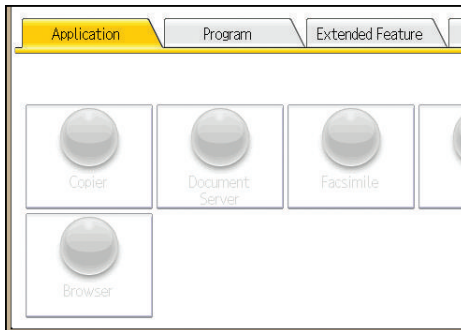 Application Program Extended Feature
Copier Document Server Facsimile
Browser